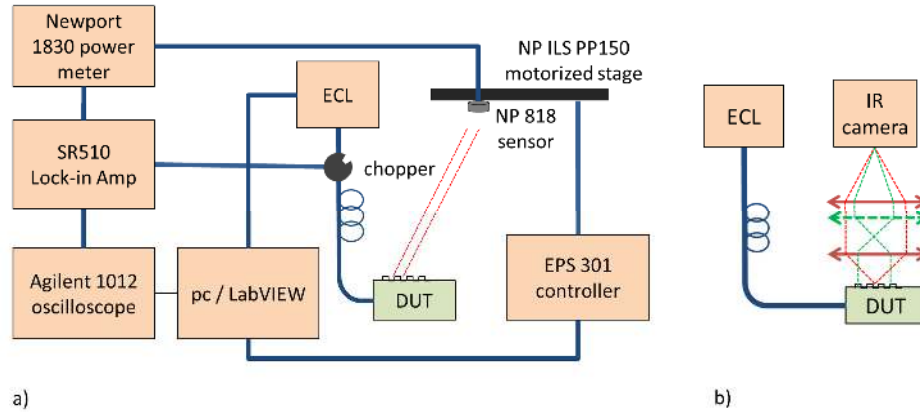 Newport
1830 power
meter
SR510
Lock-in Amp
Agilent 1012
oscilloscope
pc / LabVIEW
ECL
chopper
DUT
NP ILS PP150
motorized stage
NP 818
sensor
EPS 301
controller
a)
ECL
IR
camera
DUT
b)